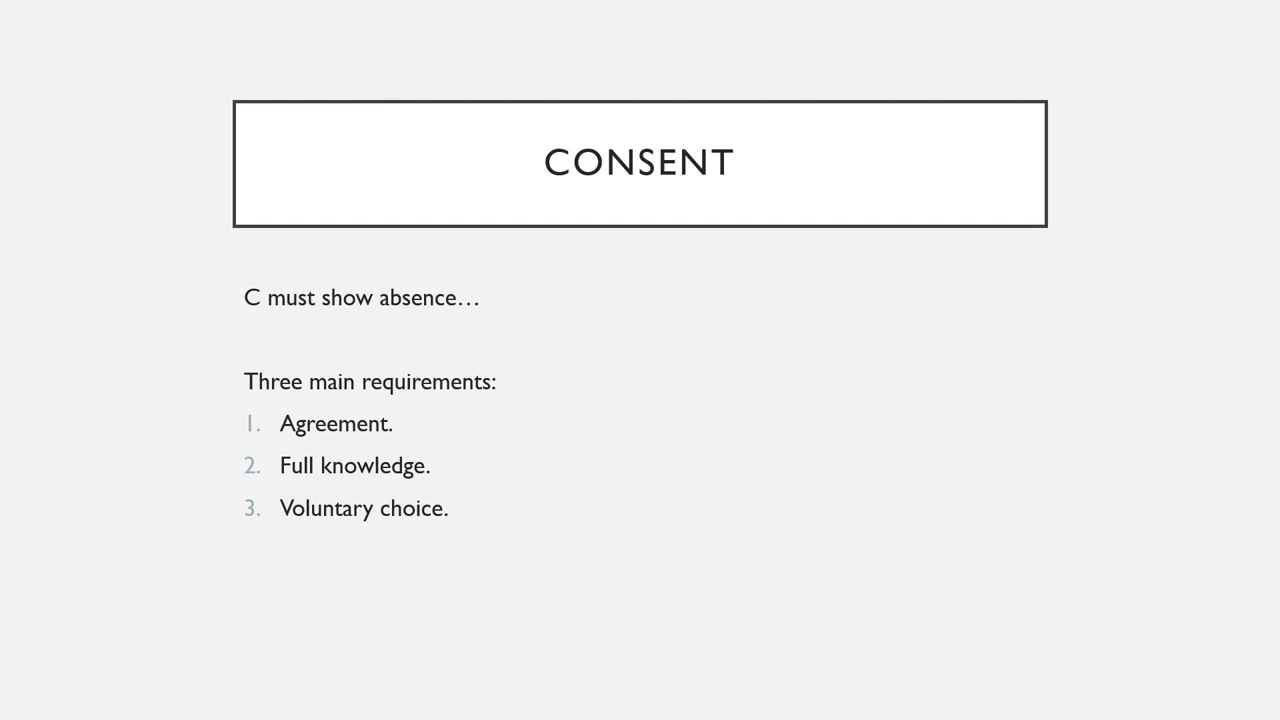 CONSENT
C must show absence…
Three main requirements:
1. Agreement.
2. Full knowledge.
3. Voluntary choice.